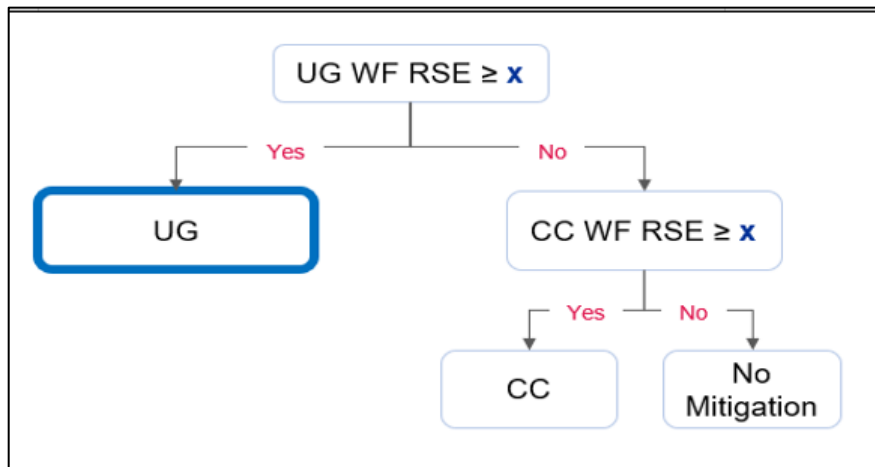 UG WF RSE ≥ x
Yes
No
UG
CC WF RSE ≥ x
Yes
No
CC
No
Mitigation